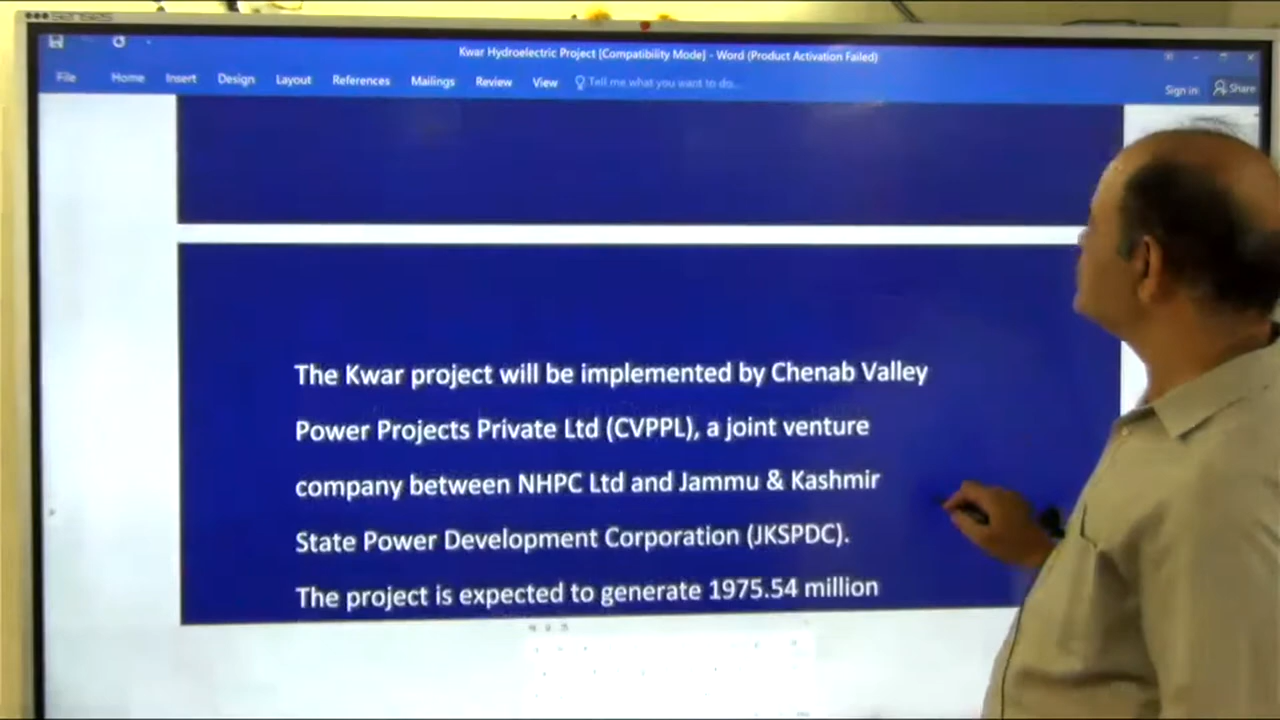 senses
Kwar Hydroelectric Project [Compatibility Mode] - Word (Product Activation Failed)
File Home Insert Design Layout References Mailings Review View Tell me what you want to do...
Sign in Share
The Kwar project will be implemented by Chenab Valley
Power Projects Private Ltd (CVPPL), a joint venture
company between NHPC Ltd and Jammu & Kashmir
State Power Development Corporation (JKSPDC).
The project is expected to generate 1975.54 million